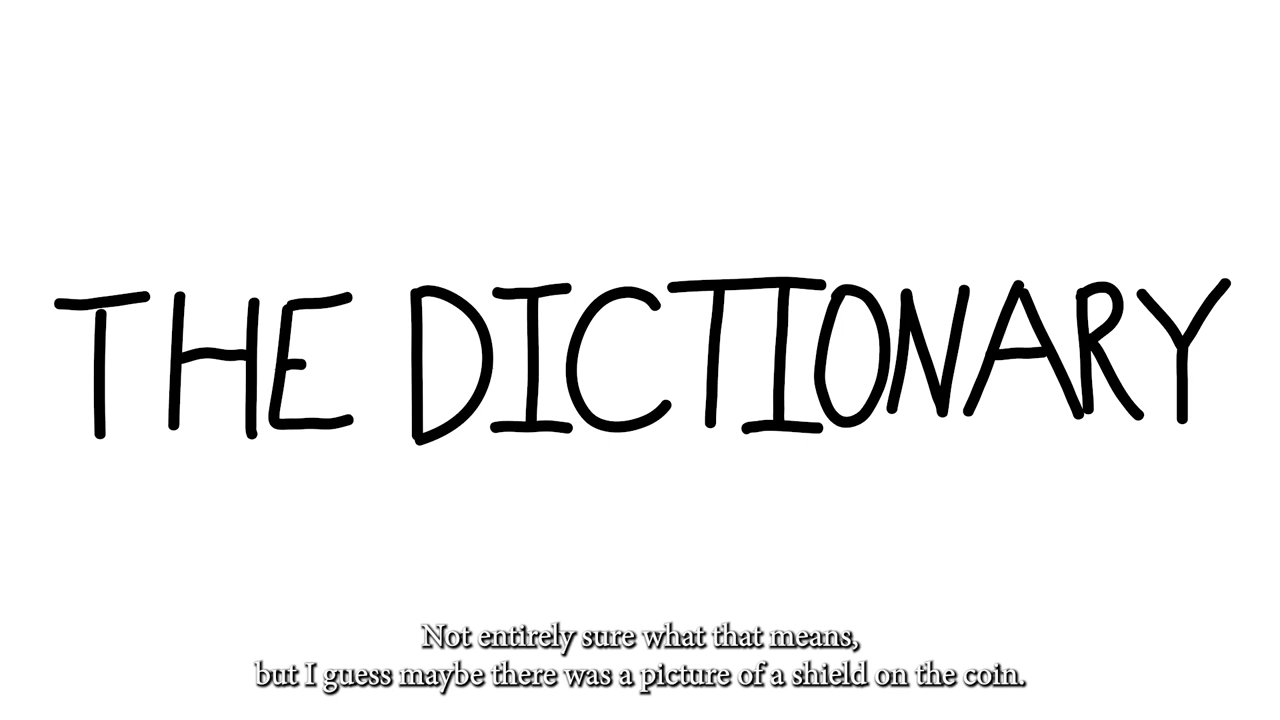 THE DICTIONARY
Not entirely sure what that means,
but I guess maybe there was a picture of a shield on the coin.